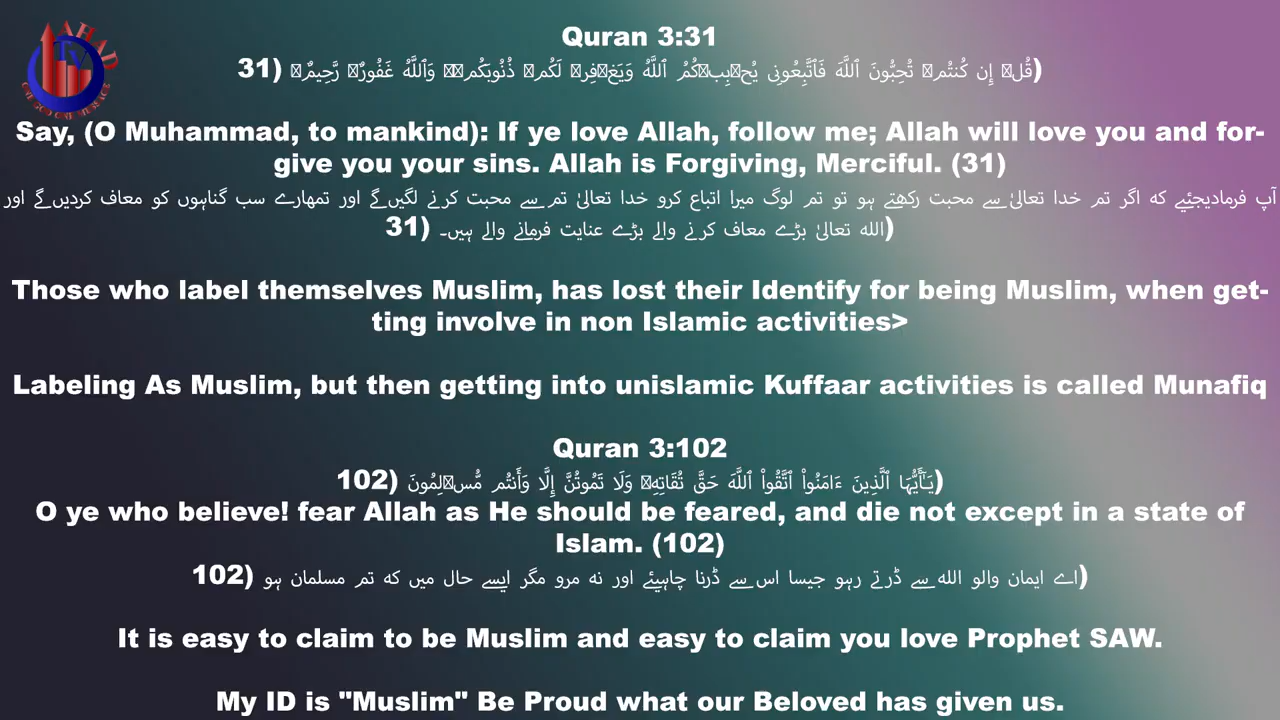 AHAD
TV
ONE GOD ONE MESSAGE
Quran 3:31
(قُلۡ إِن كُنتُمۡ تُحِبُّونَ ٱللَّهَ فَٱتَّبِعُونِى يُحۡبِبۡكُمُ ٱللَّهُ وَيَغۡفِرۡ لَكُمۡ ذُنُوبَكُمۡۗ وَٱللَّهُ غَفُورٌ۬ رَّحِيمٌ۬ (31
Say, (O Muhammad, to mankind): If ye love Allah, follow me; Allah will love you and for-
give you your sins. Allah is Forgiving, Merciful. (31)
آپ فرمادیجئیے کہ اگر تم خدا تعالیٰ سے محبت رکھتے ہو تو تم لوگ میرا اتباع کرو خدا تعالیٰ تم سے محبت کرنے لگیں گے اور تمھارے سب گناہوں کو معاف کردیں گے اور
(الله تعالیٰ بڑے معاف کرنے والے بڑے عنایت فرمانے والے ہیں۔ (31
Those who label themselves Muslim, has lost their Identify for being Muslim, when get-
ting involve in non Islamic activities>
Labeling As Muslim, but then getting into unislamic Kuffaar activities is called Munafiq
Quran 3:102
(يَـٰٓأَيُّہَا ٱلَّذِينَ ءَامَنُواْ ٱتَّقُواْ ٱللَّهَ حَقَّ تُقَاتِهِۦ وَلَا تَمُوتُنَّ إِلَّا وَأَنتُم مُّسۡلِمُونَ (102
O ye who believe! fear Allah as He should be feared, and die not except in a state of
Islam. (102)
(اے ایمان والو الله سے ڈرتے رہو جیسا اس سے ڈرنا چاہیئے اور نہ مرو مگر ایسے حال میں کہ تم مسلمان ہو (102
It is easy to claim to be Muslim and easy to claim you love Prophet SAW.
My ID is "Muslim" Be Proud what our Beloved has given us.